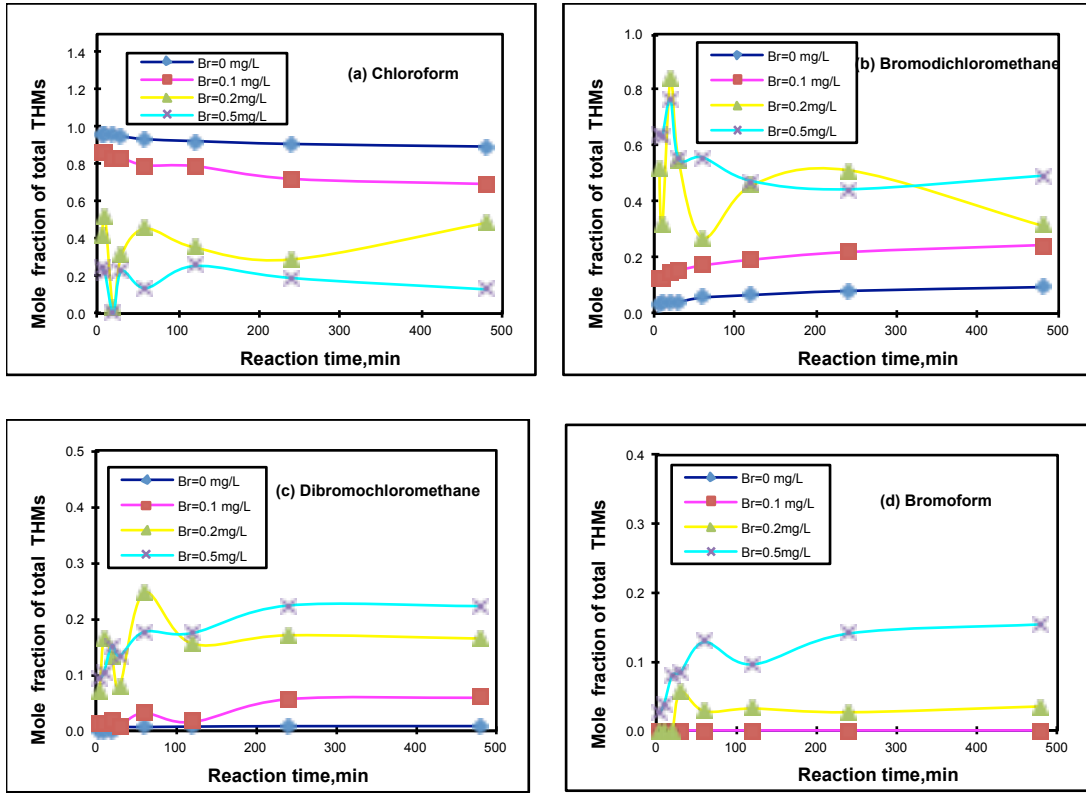 Mole fraction of total THMs
1.4
1.2
1.0
0.8
0.6
0.4
0.2
0.0
Br=0 mg/L
Br=0.1 mg/L
Br=0.2mg/L
Br=0.5mg/L
(a) Chloroform
0 100 200 300 400 500
Reaction time,min
Mole fraction of total THMs
1.0
0.8
0.6
0.4
0.2
0.0
Br=0 mg/L
Br=0.1 mg/L
Br=0.2mg/L
Br=0.5mg/L
(b) Bromodichloromethane
0 100 200 300 400 500
Reaction time,min
Mole fraction of total THMs
0.5
0.4
0.3
0.2
0.1
0.0
Br=0 mg/L
Br=0.1 mg/L
Br=0.2mg/L
Br=0.5mg/L
(c) Dibromochloromethane
0 100 200 300 400 500
Reaction time,min
Mole fraction of total THMs
0.4
0.3
0.2
0.1
0.0
Br=0 mg/L
Br=0.1 mg/L
Br=0.2mg/L
Br=0.5mg/L
(d) Bromoform
0 100 200 300 400 500
Reaction time,min